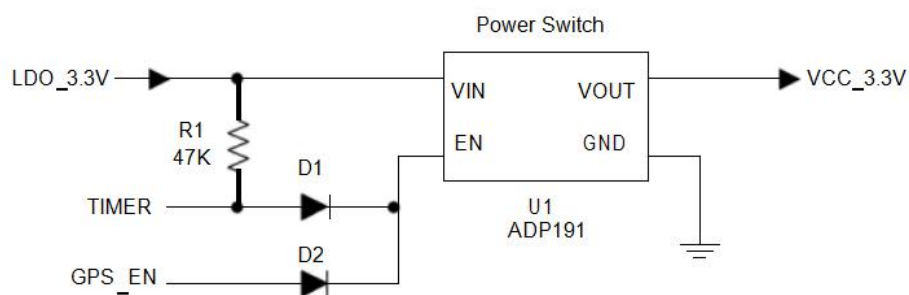 Power Switch
LDO_3.3V
VIN
VOUT
VCC_3.3V
R1
47K
EN
GND
D1
TIMER
U1
ADP191
D2
GPS_EN